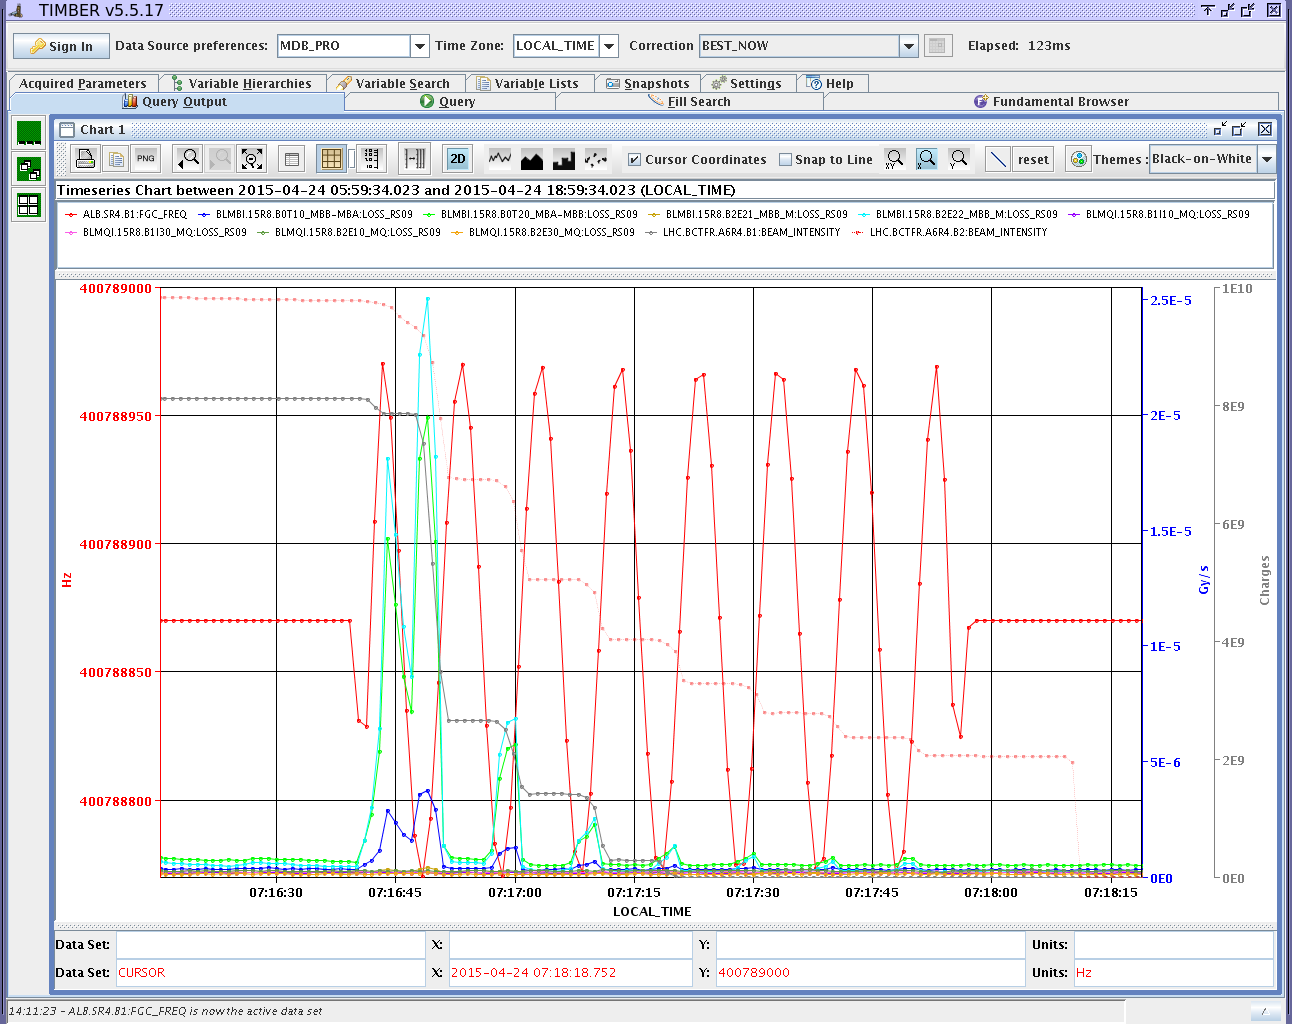 TIMBER v5.5.17
Sign In Data Source preferences: MDB_PRO Time Zone: LOCAL_TIME Correction BEST_NOW Elapsed: 123ms
Acquired Parameters Variable Hierarchies Variable Search Variable Lists Snapshots Settings Help
Query Output Query Fill Search Fundamental Browser
Chart 1
PNG 2D Cursor Coordinates Snap to Line XY X Y reset Themes : Black-on-White
Timeseries Chart between 2015-04-24 05:59:34.023 and 2015-04-24 18:59:34.023 (LOCAL_TIME)
ALB.SR4.B1:FGC_FREQ BLMBI.15R8.B0T10_MBB-MBA:LOSS_RS09 BLMBI.15R8.B0T20_MBA-MBB:LOSS_RS09 BLMBI.15R8.B2E21_MBB_M:LOSS_RS09 BLMBI.15R8.B2E22_MBB_M:LOSS_RS09 BLMQI.15R8.B1I10_MQ:LOSS_RS09
BLMQI.15R8.B1I30_MQ:LOSS_RS09 BLMQI.15R8.B2E10_MQ:LOSS_RS09 BLMQI.15R8.B2E30_MQ:LOSS_RS09 LHC.BCTFR.A6R4.B1:BEAM_INTENSITY LHC.BCTFR.A6R4.B2:BEAM_INTENSITY
400789000 1E10
2.5E-5
400788950 2E-5 8E9
400788900 1.5E-5 6E9
Hz Gy/s Charges
400788850 1E-5 4E9
400788800 5E-6 2E9
0E0 0E0
07:16:30 07:16:45 07:17:00 07:17:15 07:17:30 07:17:45 07:18:00 07:18:15
LOCAL_TIME
Data Set: X: Y: Units:
Data Set: CURSOR X: 2015-04-24 07:18:18.752 Y: 400789000 Units: Hz
14:11:23 - ALB.SR4.B1:FGC_FREQ is now the active data set